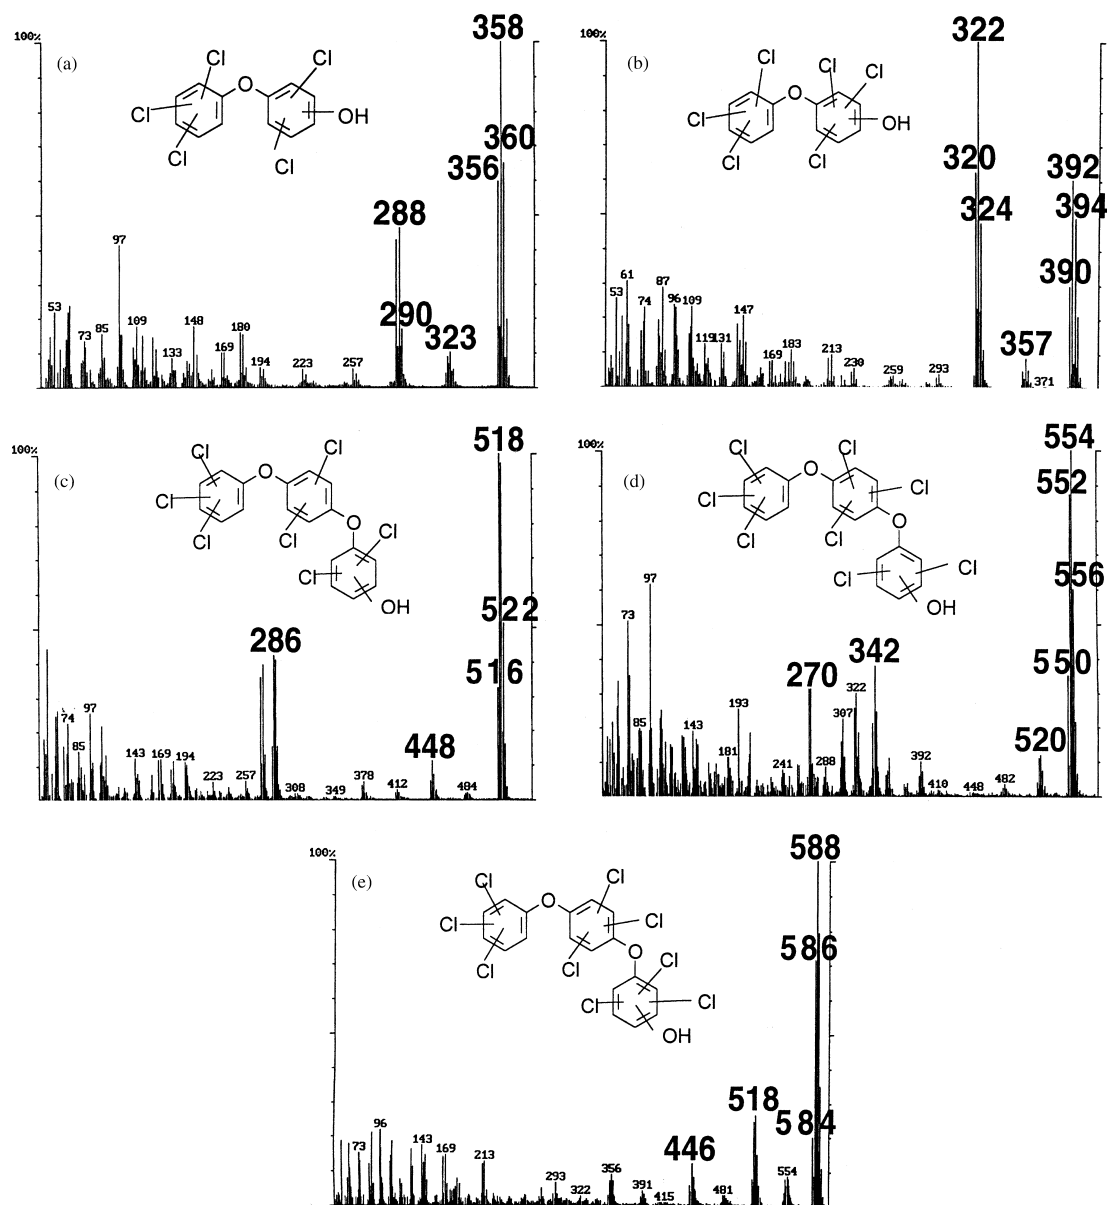 (a)
100%
Cl
O
Cl
Cl
OH
Cl
Cl
358
360
356
288
290
323
97
53
73
85
109
133
148
169
180
194
223
257
(b)
100%
Cl
O
Cl
Cl
Cl
OH
Cl
Cl
322
320
324
392
394
390
357
371
53
61
74
87
96
109
119
131
147
169
183
213
230
259
293
(c)
100%
Cl
O
Cl
Cl
Cl
Cl
O
Cl
Cl
OH
518
522
516
286
448
74
85
97
143
169
194
223
257
308
349
378
412
484
(d)
100%
Cl
O
Cl
Cl
Cl
Cl
Cl
O
Cl
Cl
OH
554
552
556
550
520
342
270
97
73
85
143
181
193
241
288
307
322
392
410
448
482
(e)
100%
Cl
O
Cl
Cl
Cl
Cl
Cl
O
Cl
Cl
Cl
OH
588
586
584
518
446
73
96
143
169
213
293
322
356
391
415
481
554